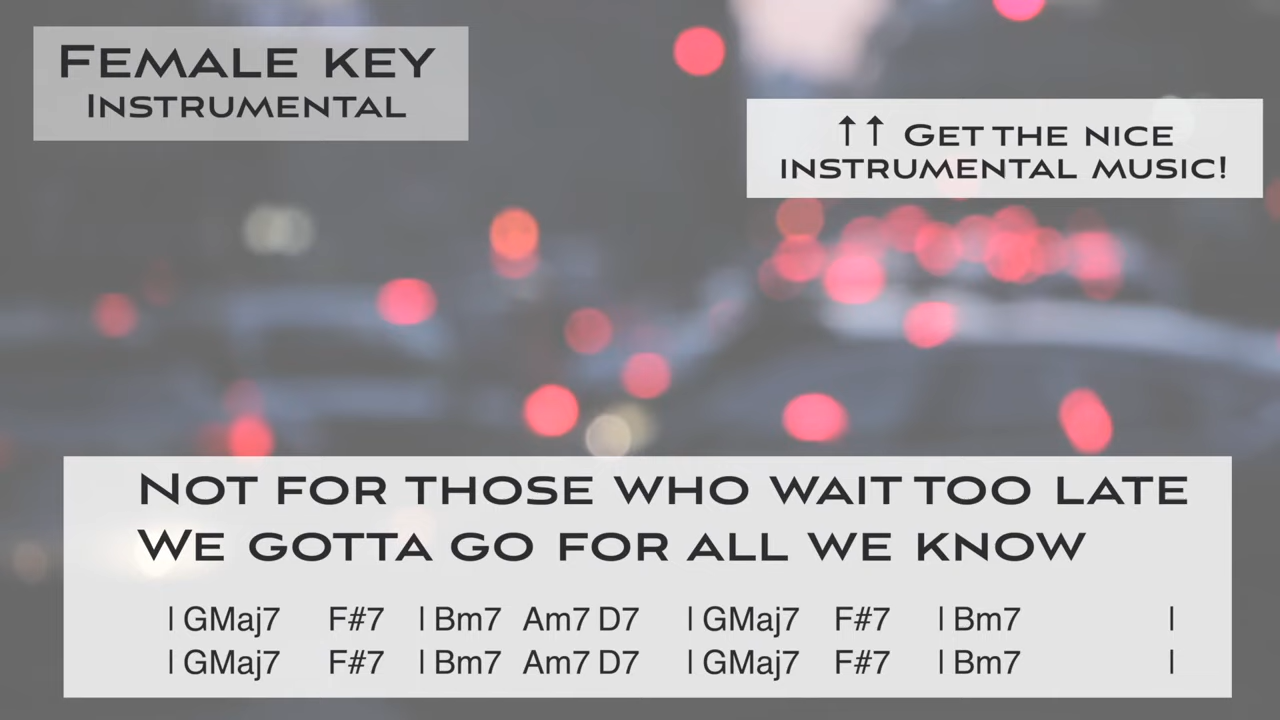 Female key
Instrumental
↑↑ Get the nice
instrumental music!
Not for those who wait too late
We gotta go for all we know
| GMaj7 F#7 | Bm7 Am7 D7 | GMaj7 F#7 | Bm7 |
| GMaj7 F#7 | Bm7 Am7 D7 | GMaj7 F#7 | Bm7 |